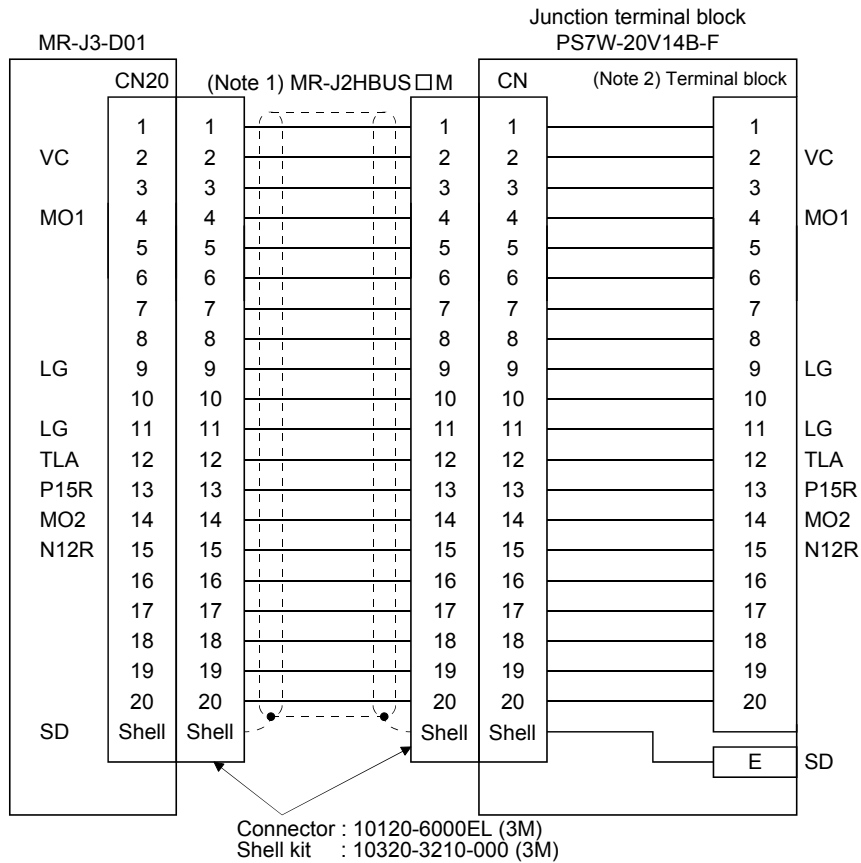 Junction terminal block
MR-J3-D01 PS7W-20V14B-F
CN20 (Note 1) MR-J2HBUS□M CN (Note 2) Terminal block
1 1 1 1 1
VC 2 2 2 2 2 VC
3 3 3 3 3
MO1 4 4 4 4 4 MO1
5 5 5 5 5
6 6 6 6 6
7 7 7 7 7
8 8 8 8 8
LG 9 9 9 9 9 LG
10 10 10 10 10
LG 11 11 11 11 11 LG
TLA 12 12 12 12 12 TLA
P15R 13 13 13 13 13 P15R
MO2 14 14 14 14 14 MO2
N12R 15 15 15 15 15 N12R
16 16 16 16 16
17 17 17 17 17
18 18 18 18 18
19 19 19 19 19
20 20 20 20 20
SD Shell Shell Shell Shell
E SD
Connector : 10120-6000EL (3M)
Shell kit : 10320-3210-000 (3M)